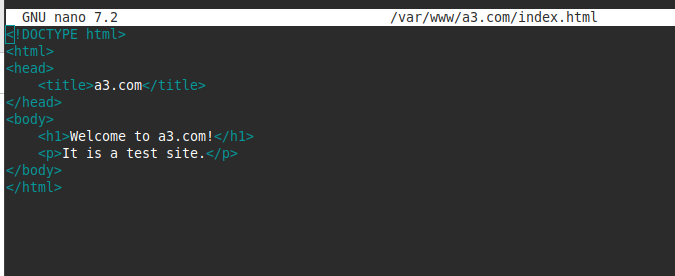 GNU nano 7.2 /var/www/a3.com/index.html
<!DOCTYPE html>
<html>
<head>
    <title>a3.com</title>
</head>
<body>
    <h1>Welcome to a3.com!</h1>
    <p>It is a test site.</p>
</body>
</html>